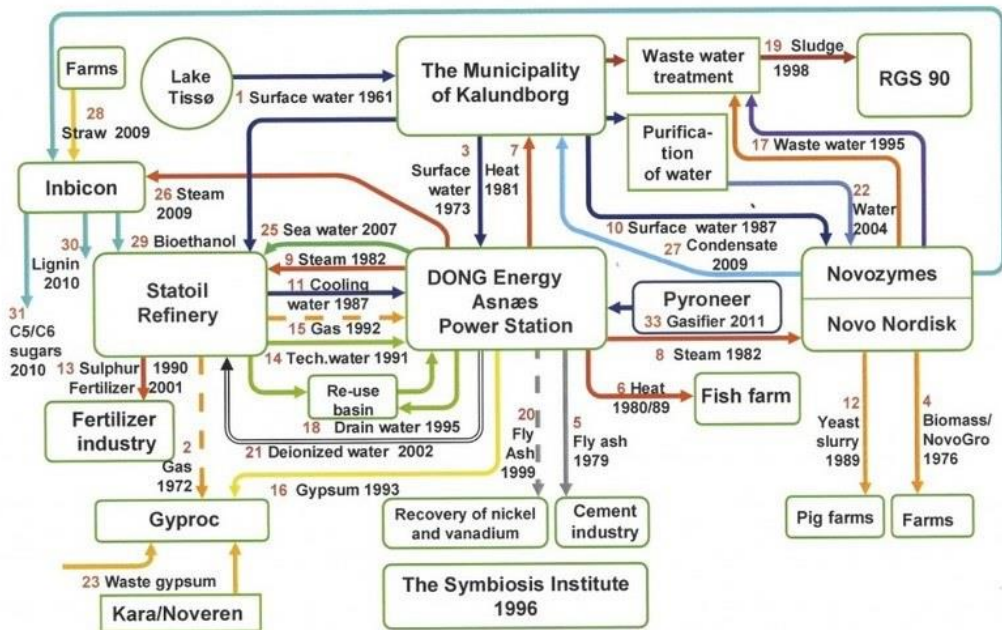 Farms
Lake
Tissø
The Municipality
of Kalundborg
Waste water
treatment
19 Sludge
1998
RGS 90
1 Surface water 1961
28
Straw 2009
Purifica-
tion
of water
17 Waste water 1995
Inbicon
3
Surface
water
1973
7
Heat
1981
26 Steam
2009
22
Water
2004
10 Surface water 1987
27 Condensate
2009
25 Sea water 2007
29 Bioethanol
30
Lignin
2010
9 Steam 1982
Statoil
Refinery
11 Cooling
water 1987
DONG Energy
Asnæs
Power Station
Pyroneer
33 Gasifier 2011
Novozymes
Novo Nordisk
31
C5/C6
sugars
2010
15 Gas 1992
14 Tech.water 1991
8 Steam 1982
13 Sulphur 1990
Fertilizer 2001
Re-use
basin
18 Drain water 1995
6 Heat
1980/89
Fish farm
Fertilizer
industry
21 Deionized water 2002
20
Fly
Ash
1999
5
Fly ash
1979
12
Yeast
slurry
1989
4
Biomass/
NovoGro
1976
2
Gas
1972
16 Gypsum 1993
Gyproc
Recovery of nickel
and vanadium
Cement
industry
Pig farms
Farms
23 Waste gypsum
Kara/Noveren
The Symbiosis Institute
1996